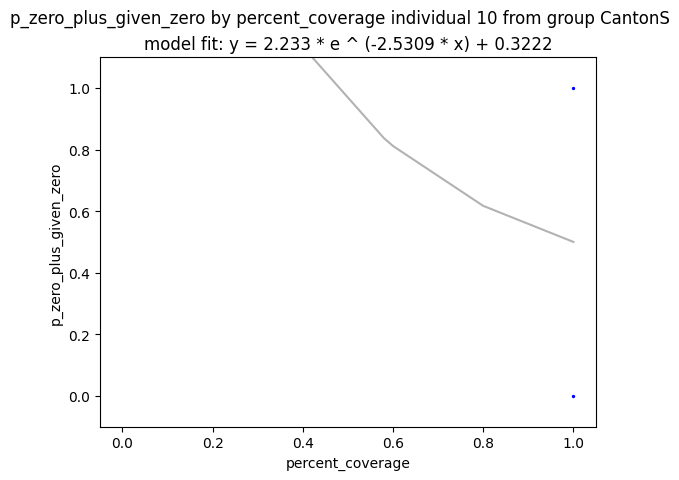 p_zero_plus_given_zero by percent_coverage individual 10 from group CantonS
model fit: y = 2.233 * e ^ (-2.5309 * x) + 0.3222
1.0
0.8
0.6
0.4
0.2
0.0
p_zero_plus_given_zero
0.0 0.2 0.4 0.6 0.8 1.0
percent_coverage